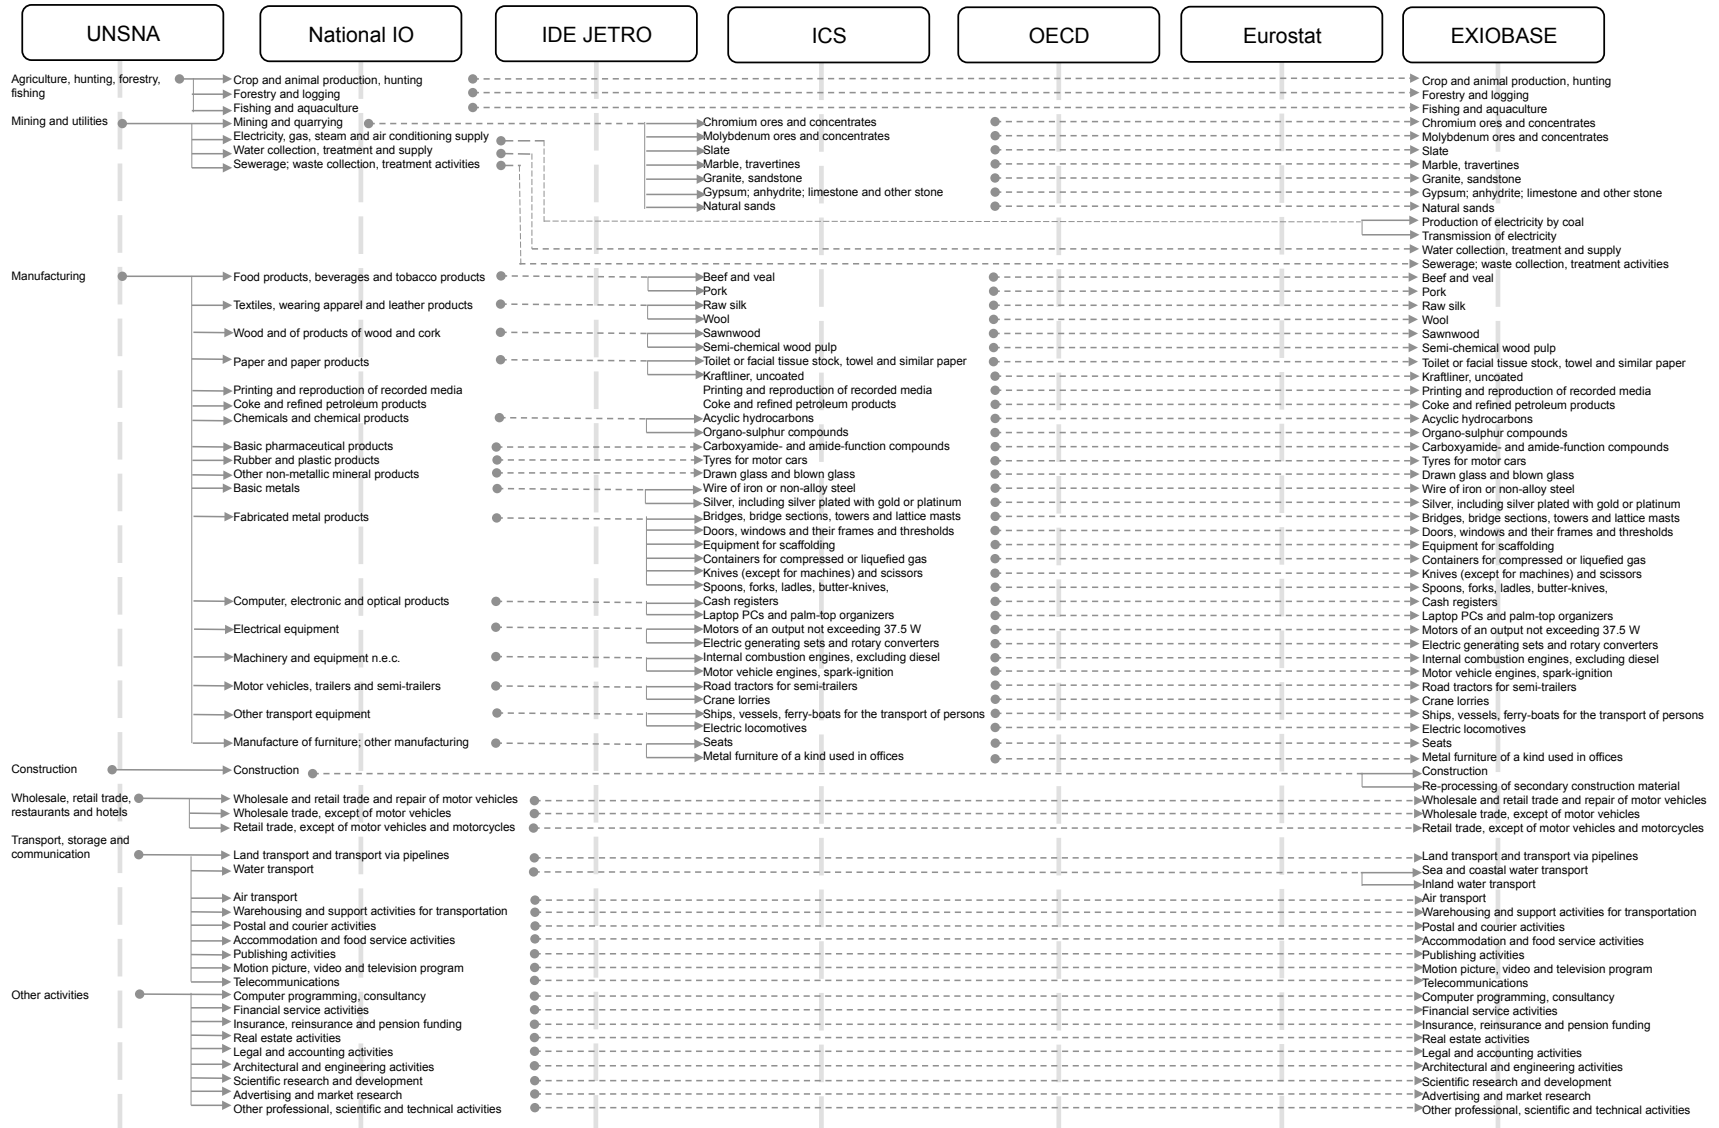 UNSNA
National IO
IDE JETRO
ICS
OECD
Eurostat
EXIOBASE
Agriculture, hunting, forestry,
fishing
Mining and utilities
Manufacturing
Construction
Wholesale, retail trade,
restaurants and hotels
Transport, storage and
communication
Other activities
Crop and animal production, hunting
Forestry and logging
Fishing and aquaculture
Mining and quarrying
Electricity, gas, steam and air conditioning supply
Water collection, treatment and supply
Sewerage; waste collection, treatment activities
Food products, beverages and tobacco products
Textiles, wearing apparel and leather products
Wood and of products of wood and cork
Paper and paper products
Printing and reproduction of recorded media
Coke and refined petroleum products
Chemicals and chemical products
Basic pharmaceutical products
Rubber and plastic products
Other non-metallic mineral products
Basic metals
Fabricated metal products
Computer, electronic and optical products
Electrical equipment
Machinery and equipment n.e.c.
Motor vehicles, trailers and semi-trailers
Other transport equipment
Manufacture of furniture; other manufacturing
Construction
Wholesale and retail trade and repair of motor vehicles
Wholesale trade, except of motor vehicles
Retail trade, except of motor vehicles and motorcycles
Land transport and transport via pipelines
Water transport
Air transport
Warehousing and support activities for transportation
Postal and courier activities
Accommodation and food service activities
Publishing activities
Motion picture, video and television program
Telecommunications
Computer programming, consultancy
Financial service activities
Insurance, reinsurance and pension funding
Real estate activities
Legal and accounting activities
Architectural and engineering activities
Scientific research and development
Advertising and market research
Other professional, scientific and technical activities
Chromium ores and concentrates
Molybdenum ores and concentrates
Slate
Marble, travertines
Granite, sandstone
Gypsum; anhydrite; limestone and other stone
Natural sands
Beef and veal
Pork
Raw silk
Wool
Sawnwood
Semi-chemical wood pulp
Toilet or facial tissue stock, towel and similar paper
Kraftliner, uncoated
Printing and reproduction of recorded media
Coke and refined petroleum products
Acyclic hydrocarbons
Organo-sulphur compounds
Carboxyamide- and amide-function compounds
Tyres for motor cars
Drawn glass and blown glass
Wire of iron or non-alloy steel
Silver, including silver plated with gold or platinum
Bridges, bridge sections, towers and lattice masts
Doors, windows and their frames and thresholds
Equipment for scaffolding
Containers for compressed or liquefied gas
Knives (except for machines) and scissors
Spoons, forks, ladles, butter-knives,
Cash registers
Laptop PCs and palm-top organizers
Motors of an output not exceeding 37.5 W
Electric generating sets and rotary converters
Internal combustion engines, excluding diesel
Motor vehicle engines, spark-ignition
Road tractors for semi-trailers
Crane lorries
Ships, vessels, ferry-boats for the transport of persons
Electric locomotives
Seats
Metal furniture of a kind used in offices
Crop and animal production, hunting
Forestry and logging
Fishing and aquaculture
Chromium ores and concentrates
Molybdenum ores and concentrates
Slate
Marble, travertines
Granite, sandstone
Gypsum; anhydrite; limestone and other stone
Natural sands
Production of electricity by coal
Transmission of electricity
Water collection, treatment and supply
Sewerage; waste collection, treatment activities
Beef and veal
Pork
Raw silk
Wool
Sawnwood
Semi-chemical wood pulp
Toilet or facial tissue stock, towel and similar paper
Kraftliner, uncoated
Printing and reproduction of recorded media
Coke and refined petroleum products
Acyclic hydrocarbons
Organo-sulphur compounds
Carboxyamide- and amide-function compounds
Tyres for motor cars
Drawn glass and blown glass
Wire of iron or non-alloy steel
Silver, including silver plated with gold or platinum
Bridges, bridge sections, towers and lattice masts
Doors, windows and their frames and thresholds
Equipment for scaffolding
Containers for compressed or liquefied gas
Knives (except for machines) and scissors
Spoons, forks, ladles, butter-knives,
Cash registers
Laptop PCs and palm-top organizers
Motors of an output not exceeding 37.5 W
Electric generating sets and rotary converters
Internal combustion engines, excluding diesel
Motor vehicle engines, spark-ignition
Road tractors for semi-trailers
Crane lorries
Ships, vessels, ferry-boats for the transport of persons
Electric locomotives
Seats
Metal furniture of a kind used in offices
Construction
Re-processing of secondary construction material
Wholesale and retail trade and repair of motor vehicles
Wholesale trade, except of motor vehicles
Retail trade, except of motor vehicles and motorcycles
Land transport and transport via pipelines
Sea and coastal water transport
Inland water transport
Air transport
Warehousing and support activities for transportation
Postal and courier activities
Accommodation and food service activities
Publishing activities
Motion picture, video and television program
Telecommunications
Computer programming, consultancy
Financial service activities
Insurance, reinsurance and pension funding
Real estate activities
Legal and accounting activities
Architectural and engineering activities
Scientific research and development
Advertising and market research
Other professional, scientific and technical activities